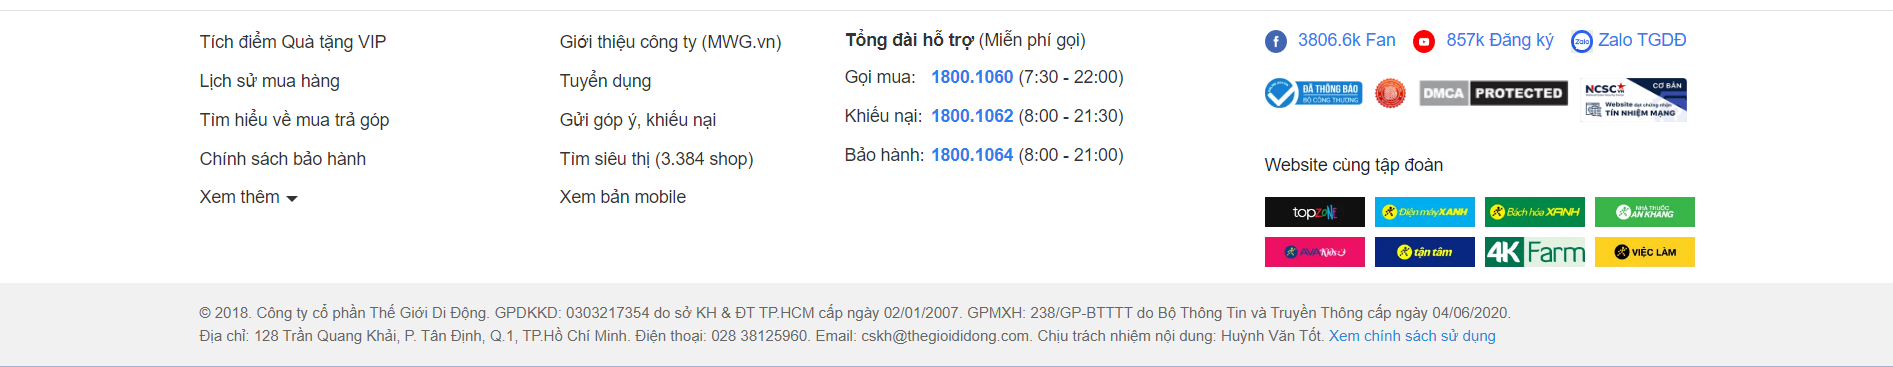 Tích điểm Quà tặng VIP
Lịch sử mua hàng
Tìm hiểu về mua trả góp
Chính sách bảo hành
Xem thêm
Giới thiệu công ty (MWG.vn)
Tuyển dụng
Gửi góp ý, khiếu nại
Tìm siêu thị (3.384 shop)
Xem bản mobile
Tổng đài hỗ trợ (Miễn phí gọi)
Gọi mua: 1800.1060 (7:30 - 22:00)
Khiếu nại: 1800.1062 (8:00 - 21:30)
Bảo hành: 1800.1064 (8:00 - 21:00)
3806.6k Fan 857k Đăng ký Zalo Zalo TGDĐ
ĐÃ THÔNG BÁO
BỘ CÔNG THƯƠNG
DMCA PROTECTED
NCSC CƠ BẢN
Website đạt chứng nhận
TÍN NHIỆM MẠNG
Website cùng tập đoàn
topzone Điện máy XANH Bách hóa XANH NHÀ THUỐC AN KHANG
AVAKids tận tâm 4K Farm VIỆC LÀM
© 2018. Công ty cổ phần Thế Giới Di Động. GPDKKD: 0303217354 do sở KH & ĐT TP.HCM cấp ngày 02/01/2007. GPMXH: 238/GP-BTTTT do Bộ Thông Tin và Truyền Thông cấp ngày 04/06/2020.
Địa chỉ: 128 Trần Quang Khải, P. Tân Định, Q.1, TP.Hồ Chí Minh. Điện thoại: 028 38125960. Email: cskh@thegioididong.com. Chịu trách nhiệm nội dung: Huỳnh Văn Tốt. Xem chính sách sử dụng